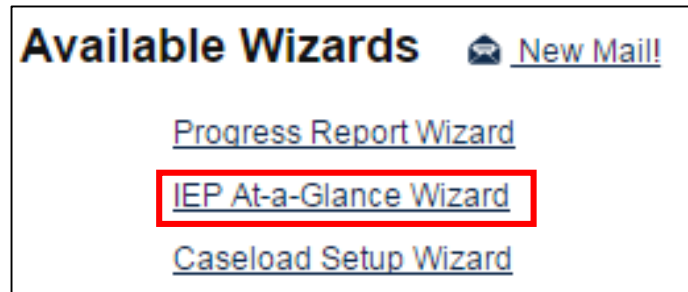 Available Wizards New Mail!
Progress Report Wizard
IEP At-a-Glance Wizard
Caseload Setup Wizard